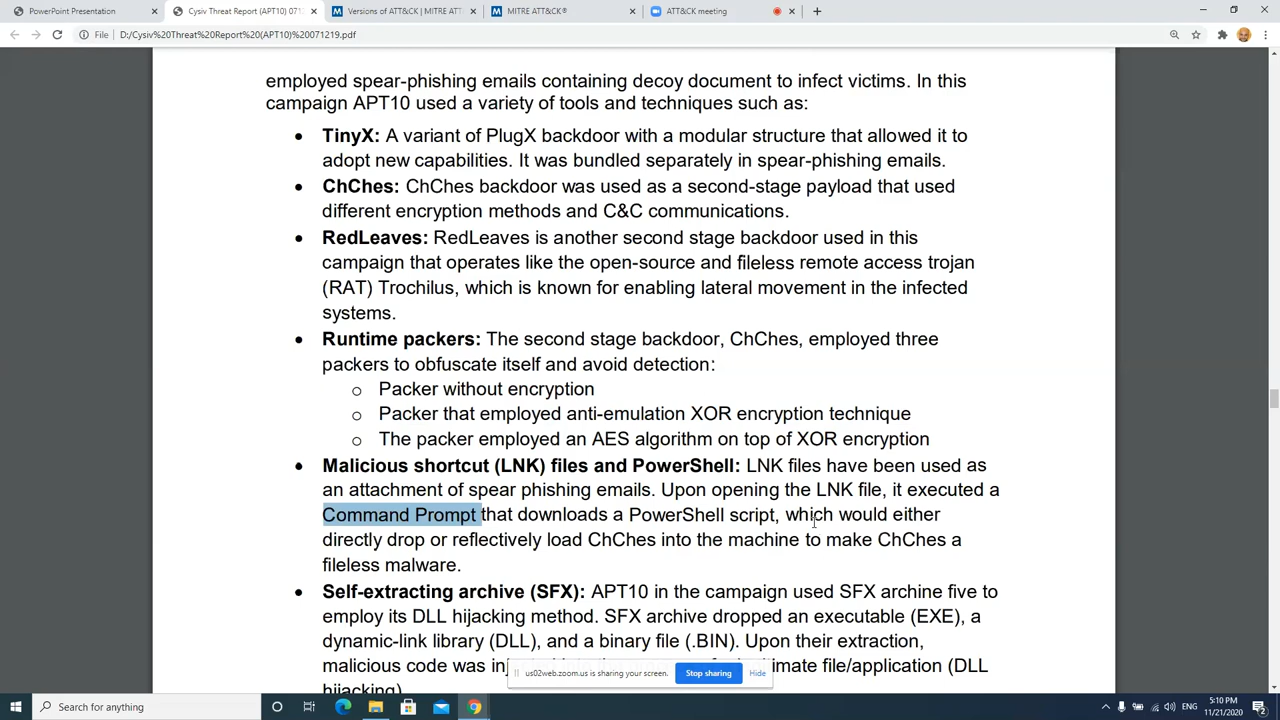 PowerPoint Presentation
Cysiv Threat Report (APT10) 071
Versions of ATT&CK | MITRE ATT
MITRE ATT&CK®
ATT&CK meeting
File
D:/Cysiv%20Threat%20Report%20(APT10)%20071219.pdf
employed spear-phishing emails containing decoy document to infect victims. In this
campaign APT10 used a variety of tools and techniques such as:
• TinyX: A variant of PlugX backdoor with a modular structure that allowed it to
adopt new capabilities. It was bundled separately in spear-phishing emails.
• ChChes: ChChes backdoor was used as a second-stage payload that used
different encryption methods and C&C communications.
• RedLeaves: RedLeaves is another second stage backdoor used in this
campaign that operates like the open-source and fileless remote access trojan
(RAT) Trochilus, which is known for enabling lateral movement in the infected
systems.
• Runtime packers: The second stage backdoor, ChChes, employed three
packers to obfuscate itself and avoid detection:
o Packer without encryption
o Packer that employed anti-emulation XOR encryption technique
o The packer employed an AES algorithm on top of XOR encryption
• Malicious shortcut (LNK) files and PowerShell: LNK files have been used as
an attachment of spear phishing emails. Upon opening the LNK file, it executed a
Command Prompt that downloads a PowerShell script, which would either
directly drop or reflectively load ChChes into the machine to make ChChes a
fileless malware.
• Self-extracting archive (SFX): APT10 in the campaign used SFX archine five to
employ its DLL hijacking method. SFX archive dropped an executable (EXE), a
dynamic-link library (DLL), and a binary file (.BIN). Upon their extraction,
malicious code was file/application (DLL
hijacking)
us02web.zoom.us is sharing your screen.
Stop sharing
Hide
Search for anything
ENG
5:10 PM
11/21/2020
2